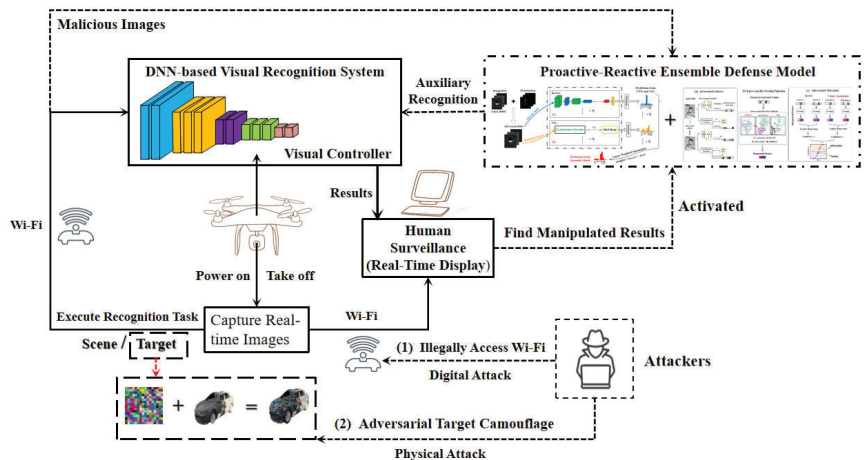 Malicious Images
DNN-based Visual Recognition System
Visual Controller
Auxiliary
Recognition
Proactive-Reactive Ensemble Defense Model
Results
Activated
Wi-Fi
Human
Surveillance
(Real-Time Display)
Find Manipulated Results
Power on
Take off
Execute Recognition Task
Capture Real-
time Images
Wi-Fi
Scene / Target
(1) Illegally Access Wi-Fi
Digital Attack
Attackers
+
=
(2) Adversarial Target Camouflage
Physical Attack